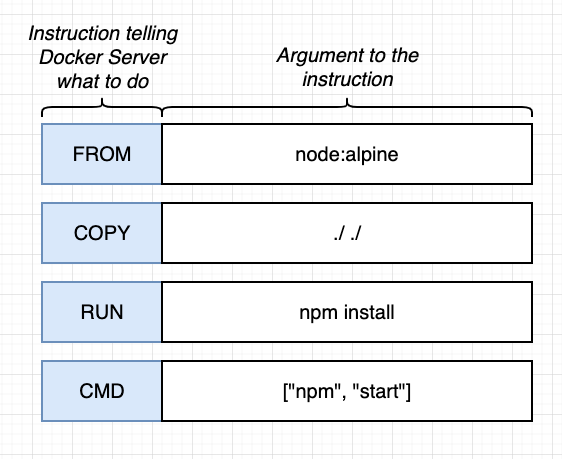 Instruction telling
Docker Server
what to do
Argument to the
instruction
FROM
node:alpine
COPY
./ ./
RUN
npm install
CMD
["npm", "start"]